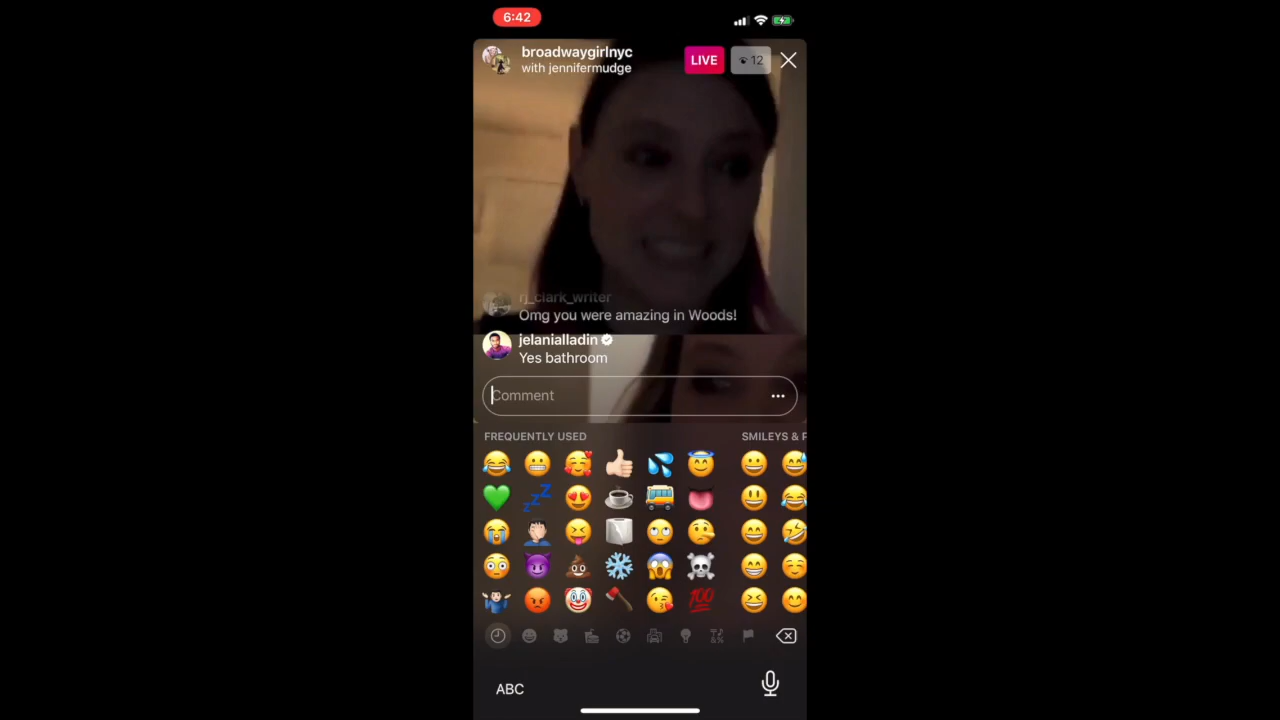 6:42
broadwaygirlnyc
with jennifermudge
LIVE
12
rj_clark_writer
Omg you were amazing in Woods!
jelanialladin
Yes bathroom
Comment
FREQUENTLY USED
SMILEYS &
ABC